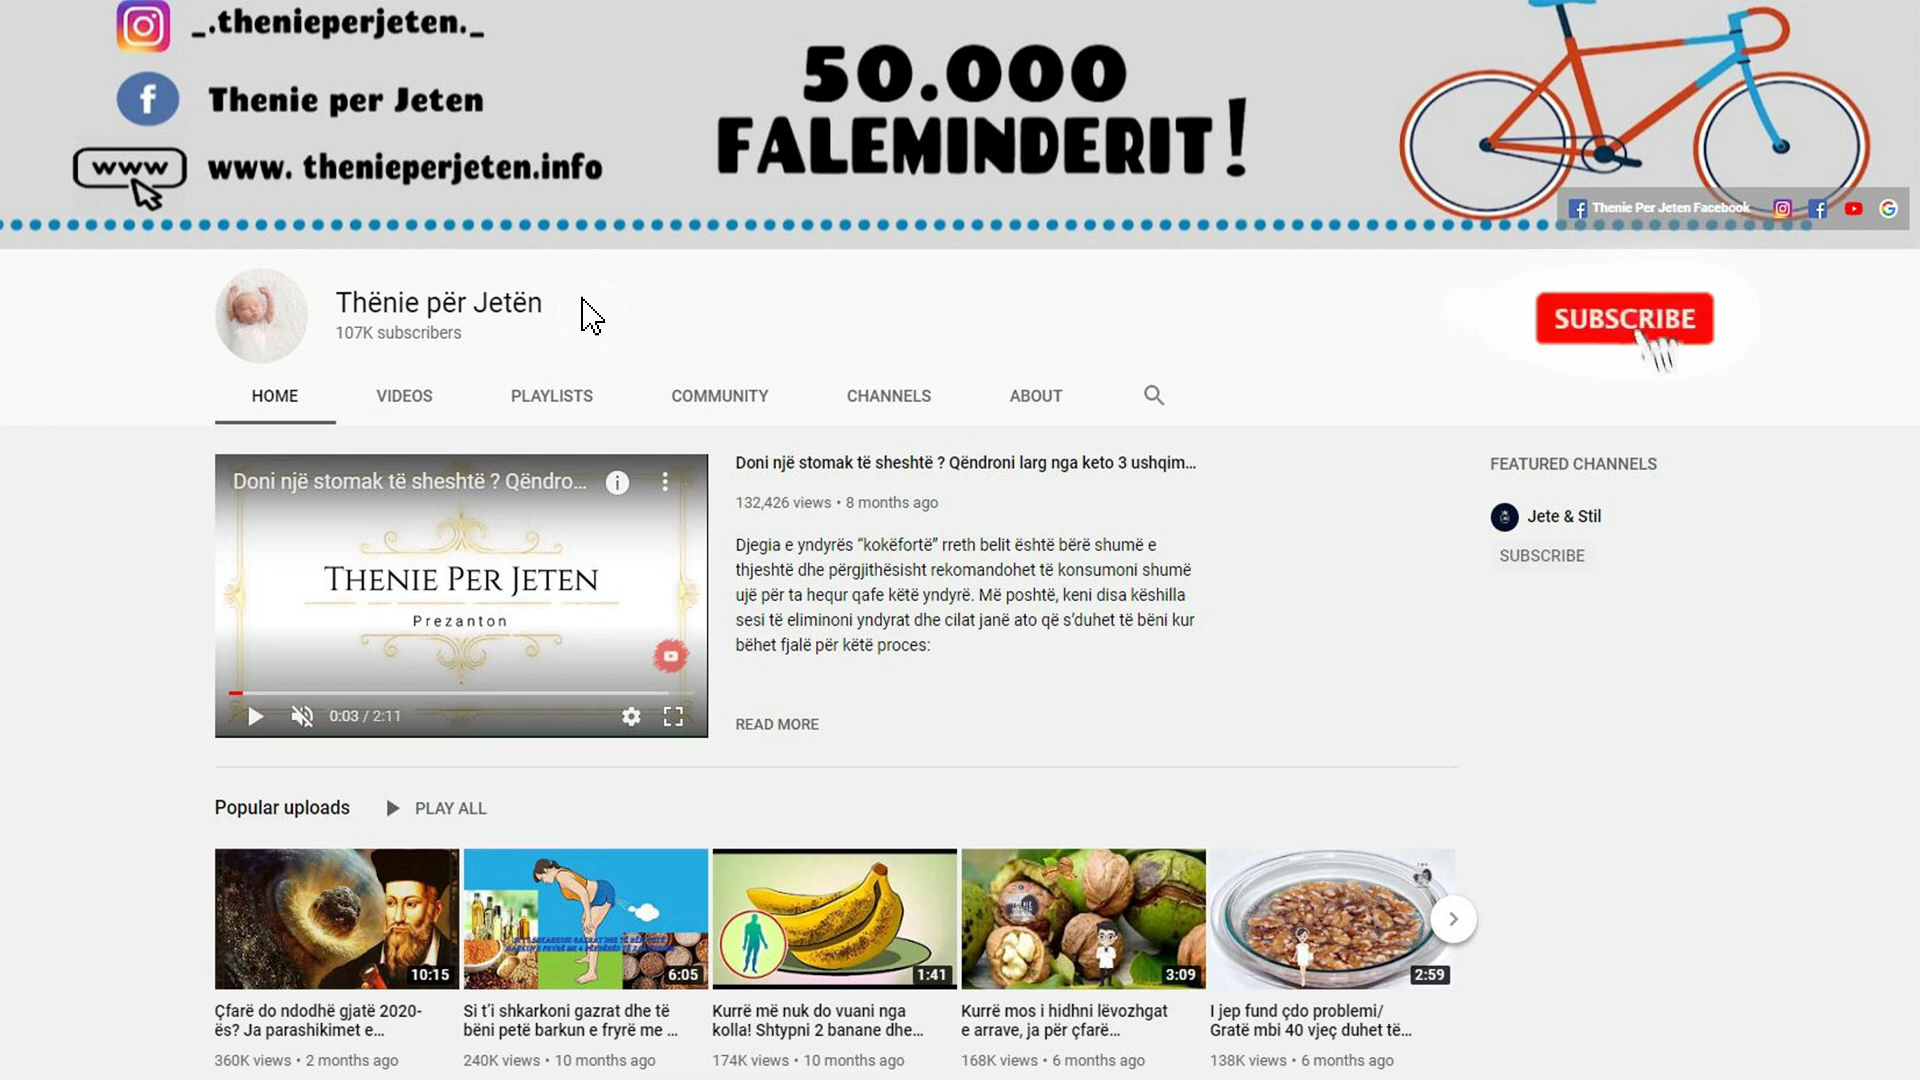 _.thenieperjeten._
Thenie per Jeten
www
www. thenieperjeten.info
50.000
FALEMINDERIT!
Thenie Per Jeten Facebook
Thënie për Jetën
107K subscribers
SUBSCRIBE
HOME
VIDEOS
PLAYLISTS
COMMUNITY
CHANNELS
ABOUT
Doni një stomak të sheshtë ? Qëndro...
THENIE PER JETEN
Prezanton
0:03 / 2:11
Doni një stomak të sheshtë ? Qëndroni larg nga keto 3 ushqim...
132,426 views • 8 months ago
Djegia e yndyrës “kokëfortë” rreth belit është bërë shumë e
thjeshtë dhe përgjithësisht rekomandohet të konsumoni shumë
ujë për ta hequr qafe këtë yndyrë. Më poshtë, keni disa këshilla
sesi të eliminoni yndyrat dhe cilat janë ato që s’duhet të bëni kur
bëhet fjalë për këtë proces:
READ MORE
FEATURED CHANNELS
Jete & Stil
SUBSCRIBE
Popular uploads
PLAY ALL
10:15
6:05
1:41
3:09
2:59
Çfarë do ndodhë gjatë 2020-
ës? Ja parashikimet e...
360K views • 2 months ago
Si t’i shkarkoni gazrat dhe të
bëni petë barkun e fryrë me ...
240K views • 10 months ago
Kurrë më nuk do vuani nga
kolla! Shtypni 2 banane dhe...
174K views • 10 months ago
Kurrë mos i hidhni lëvozhgat
e arrave, ja për çfarë...
168K views • 6 months ago
I jep fund çdo problemi/
Gratë mbi 40 vjeç duhet të...
138K views • 6 months ago